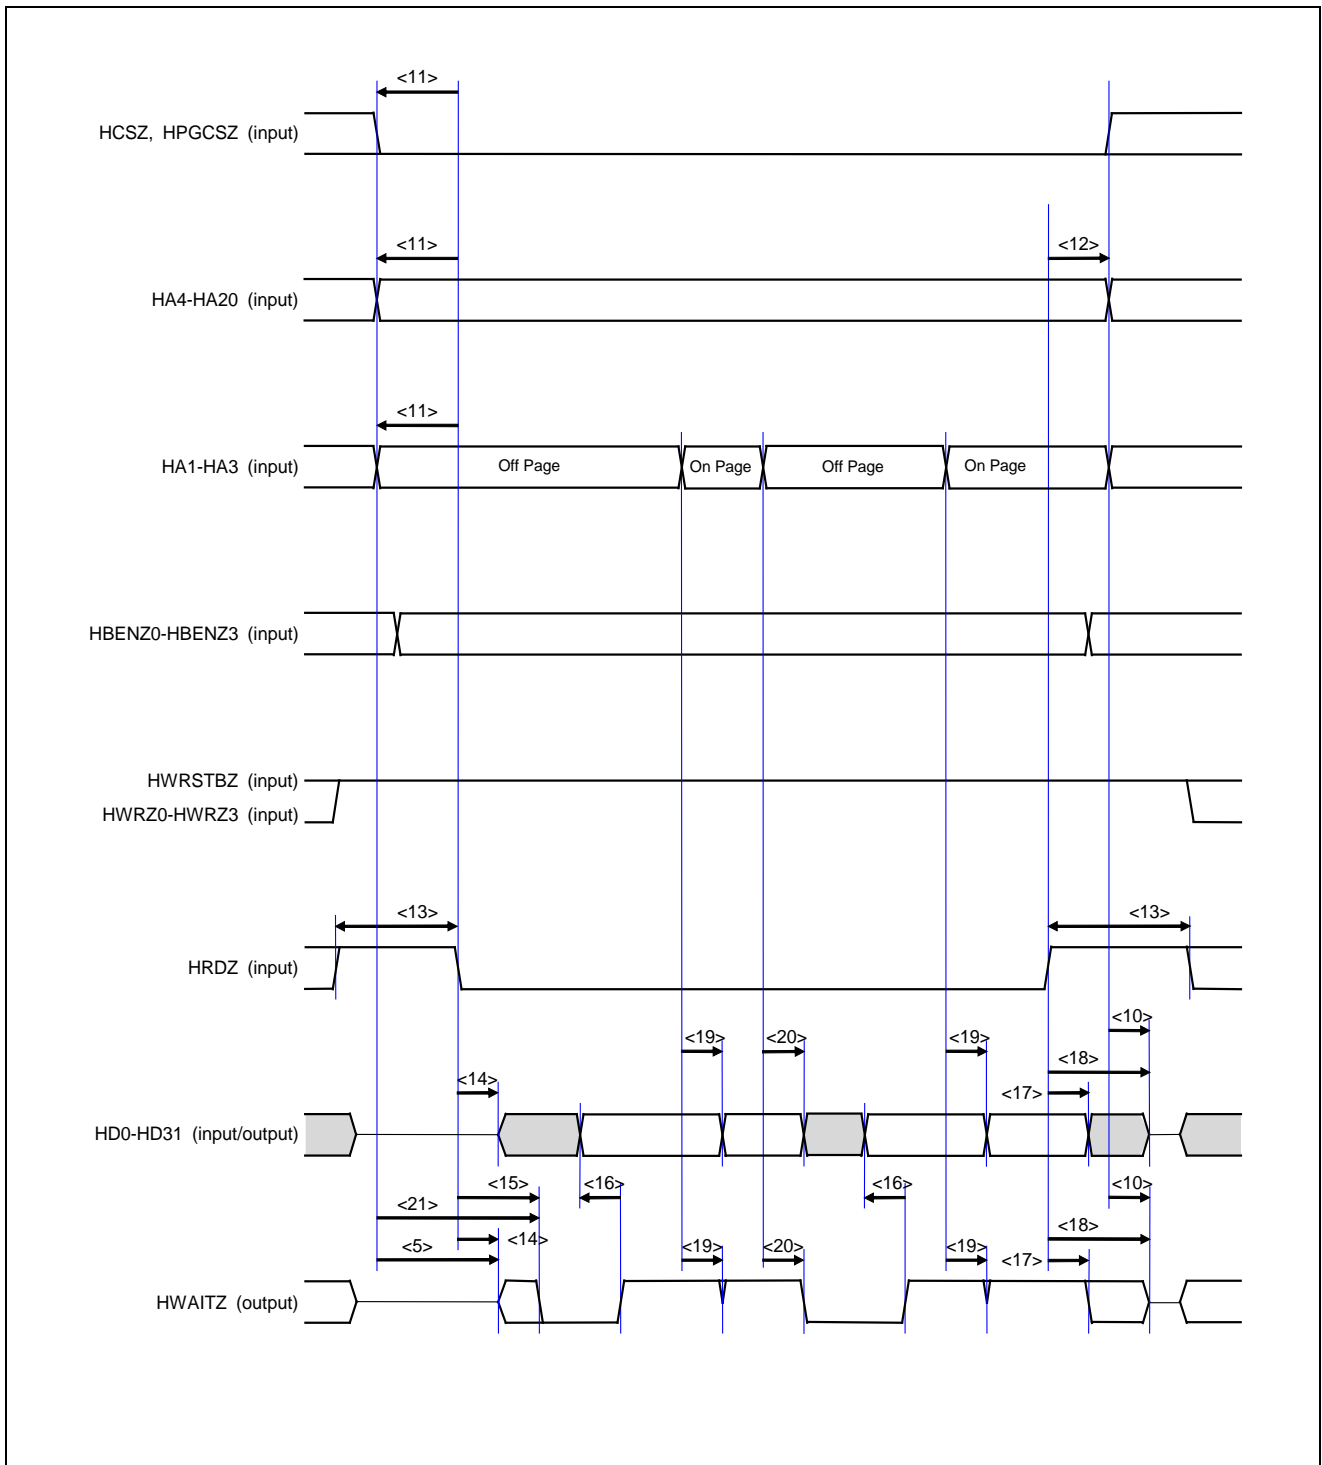 <11>
HCSZ, HPGCSZ (input)
<11>
<12>
HA4-HA20 (input)
<11>
HA1-HA3 (input)
Off Page
On Page
Off Page
On Page
HBENZ0-HBENZ3 (input)
HWRSTBZ (input)
HWRZ0-HWRZ3 (input)
<13>
<13>
HRDZ (input)
<10>
<19>
<20>
<19>
<18>
<14>
<17>
HD0-HD31 (input/output)
<15>
<16>
<16>
<10>
<21>
<18>
<5>
<14>
<19>
<20>
<19>
<17>
HWAITZ (output)